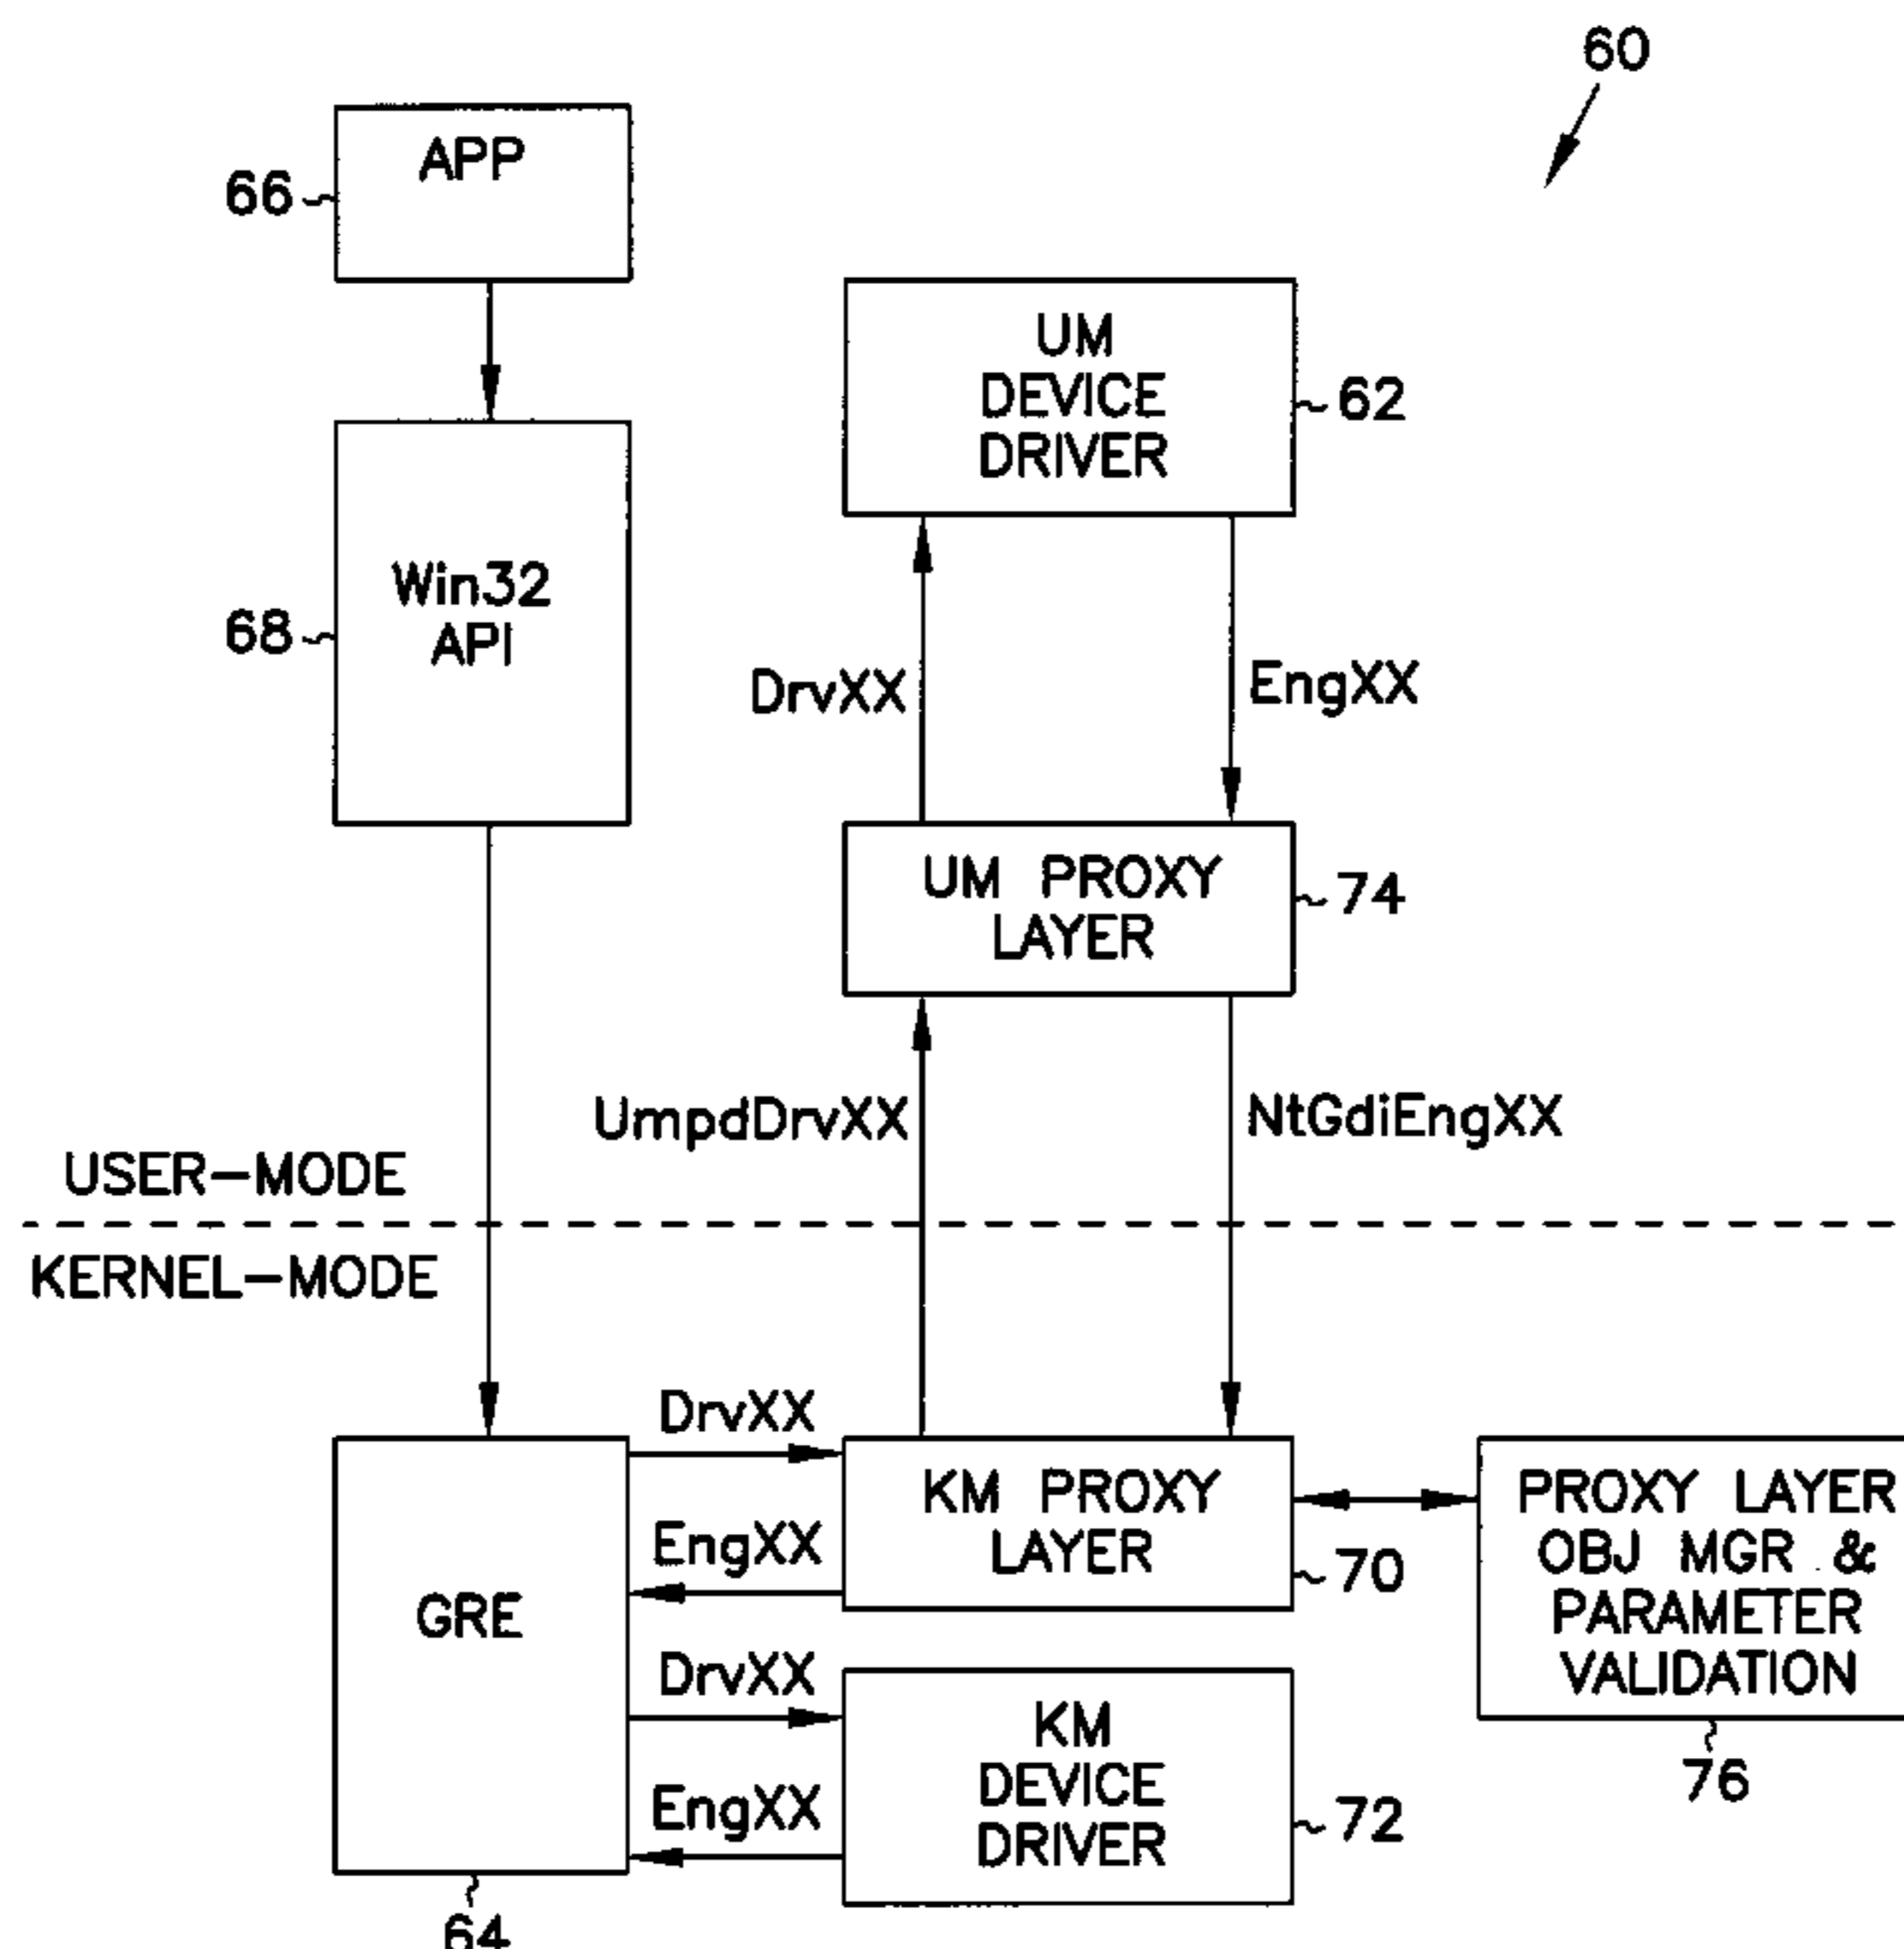 60
APP
66
UM
DEVICE
DRIVER
62
Win32
API
68
DrvXX
EngXX
UM PROXY
LAYER
74
UmpdDrvXX
NtGdiEngXX
USER-MODE
KERNEL-MODE
DrvXX
EngXX
GRE
DrvXX
EngXX
64
KM PROXY
LAYER
70
KM
DEVICE
DRIVER
72
PROXY LAYER
OBJ MGR &
PARAMETER
VALIDATION
76